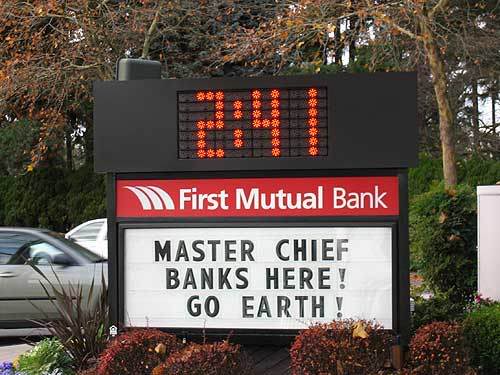 2:41
First Mutual Bank
MASTER CHIEF
BANKS HERE!
GO EARTH!